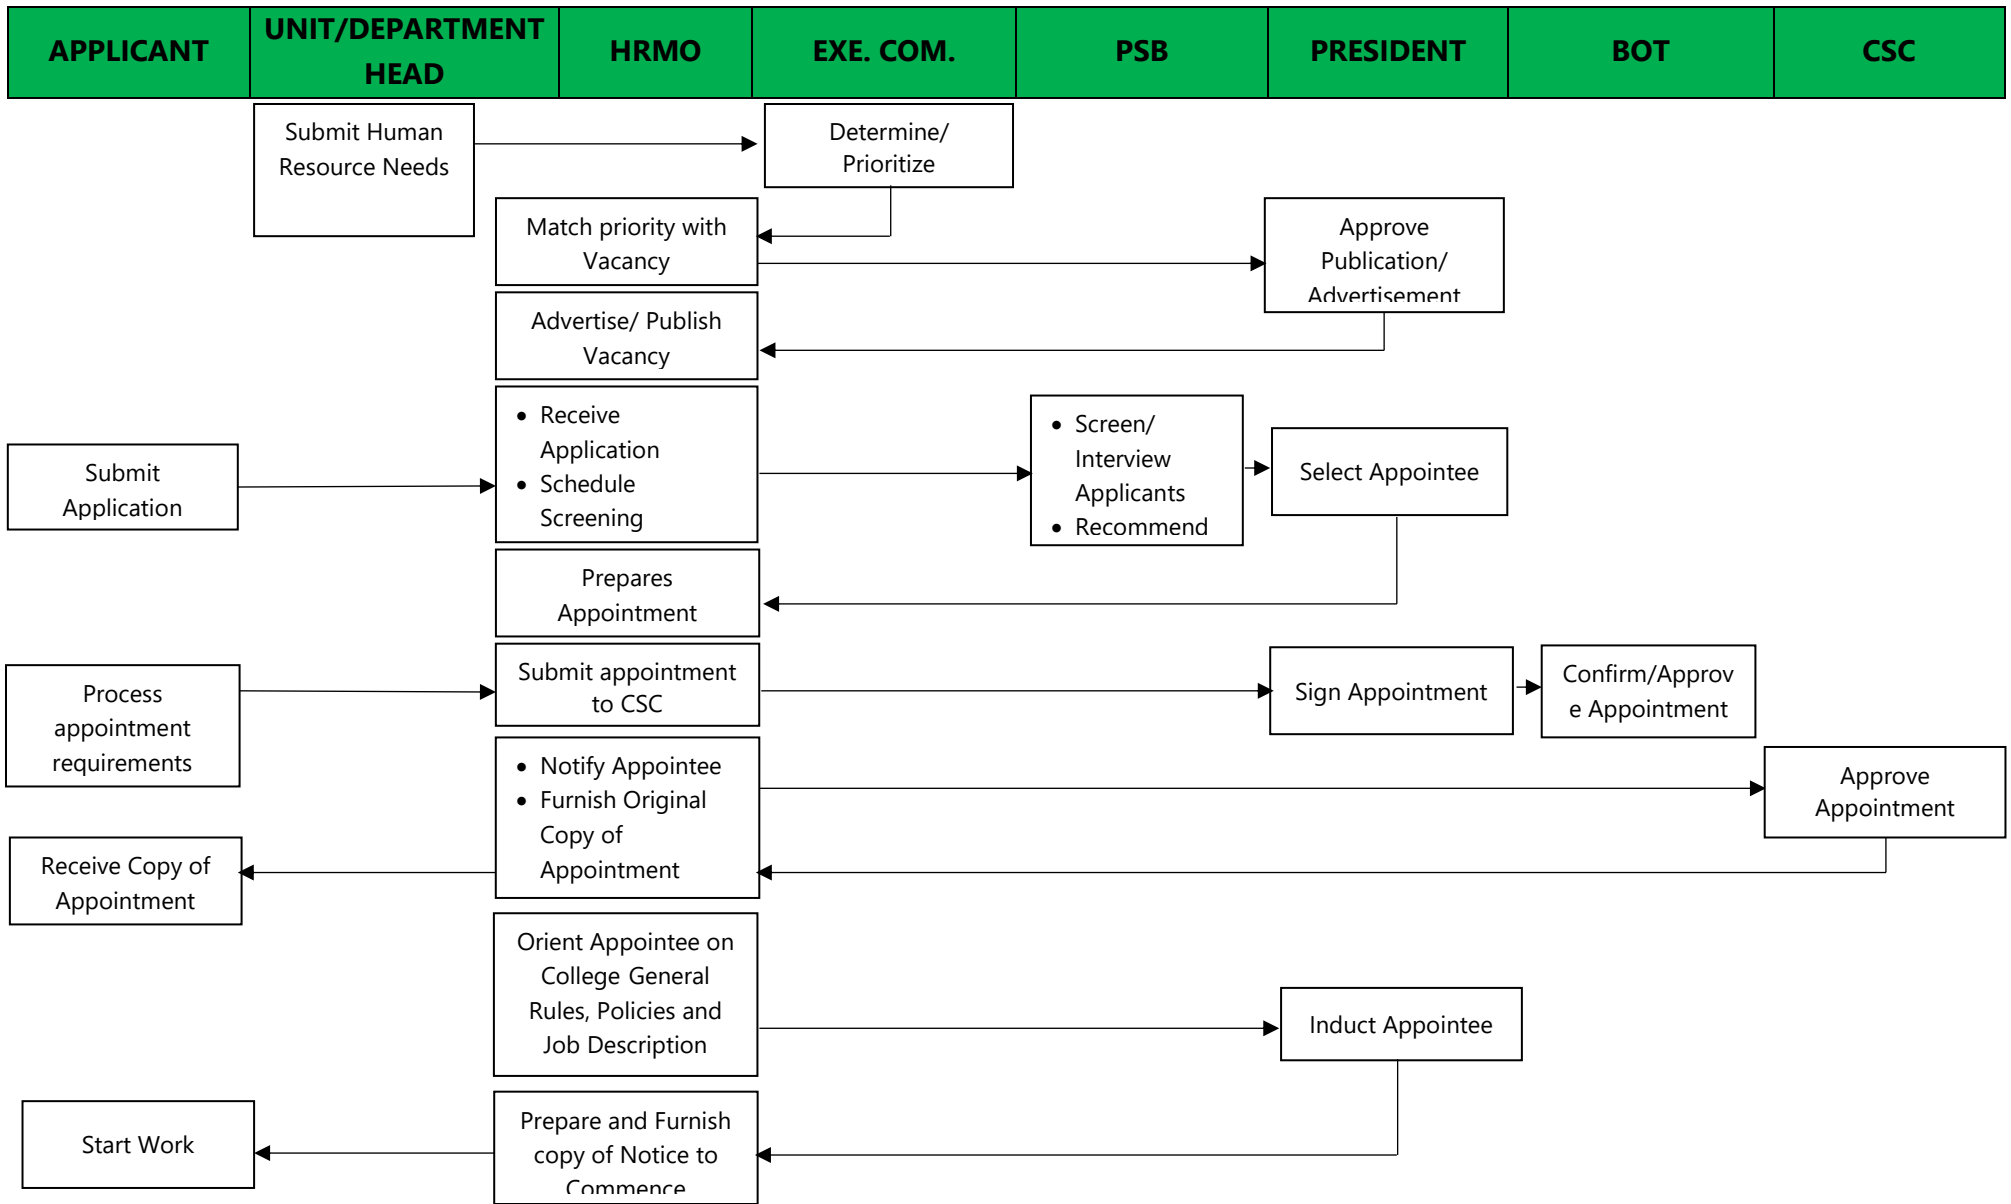 APPLICANT
UNIT/DEPARTMENT
HEAD
HRMO
EXE. COM.
PSB
PRESIDENT
BOT
CSC
Submit Human
Resource Needs
Determine/
Prioritize
Match priority with
Vacancy
Approve
Publication/
Advertisement
Advertise/ Publish
Vacancy
Submit
Application
• Receive
Application
• Schedule
Screening
• Screen/
Interview
Applicants
• Recommend
Select Appointee
Prepares
Appointment
Process
appointment
requirements
Submit appointment
to CSC
Sign Appointment
Confirm/Approv
e Appointment
• Notify Appointee
• Furnish Original
Copy of
Appointment
Approve
Appointment
Receive Copy of
Appointment
Orient Appointee on
College General
Rules, Policies and
Job Description
Induct Appointee
Start Work
Prepare and Furnish
copy of Notice to
Commence